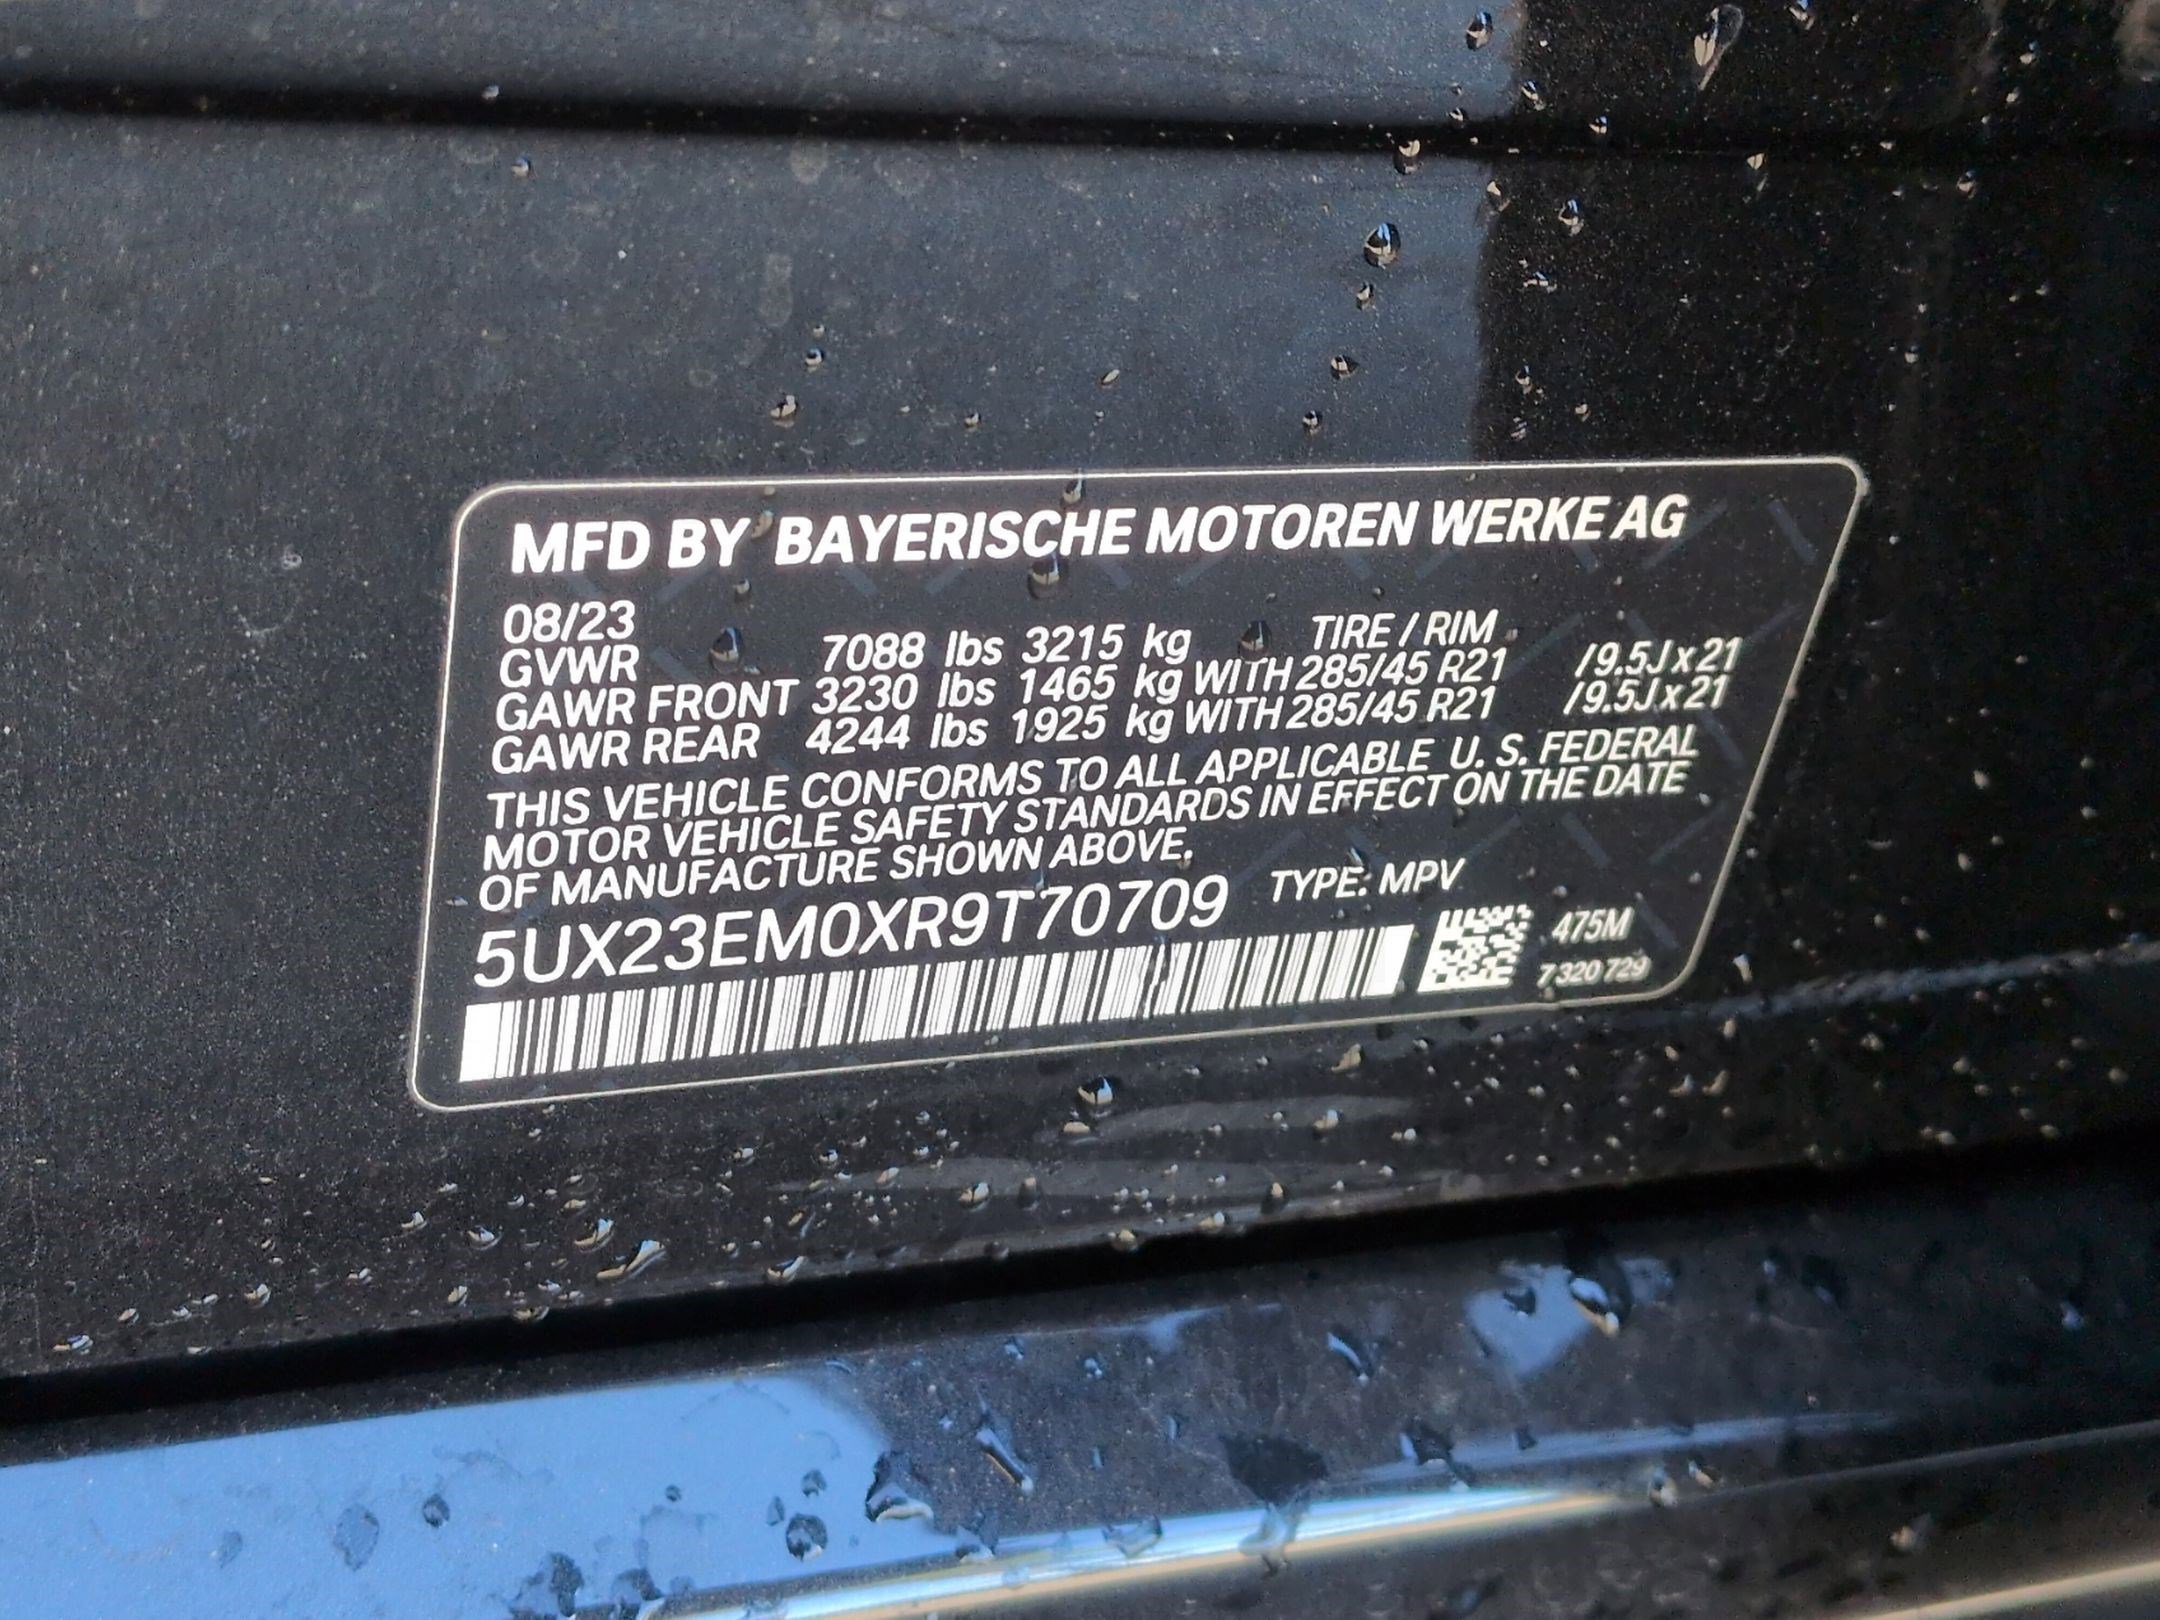 MFD BY BAYERISCHE MOTOREN WERKE AG
08/23
GVWR 7088 lbs 3215 kg TIRE / RIM
GAWR FRONT 3230 lbs 1465 kg WITH 285/45 R21 / 9.5J x 21
GAWR REAR 4244 lbs 1925 kg WITH 285/45 R21 / 9.5J x 21
THIS VEHICLE CONFORMS TO ALL APPLICABLE U. S. FEDERAL
MOTOR VEHICLE SAFETY STANDARDS IN EFFECT ON THE DATE
OF MANUFACTURE SHOWN ABOVE.
5UX23EM0XR9T70709 TYPE: MPV
475M
7 320 729